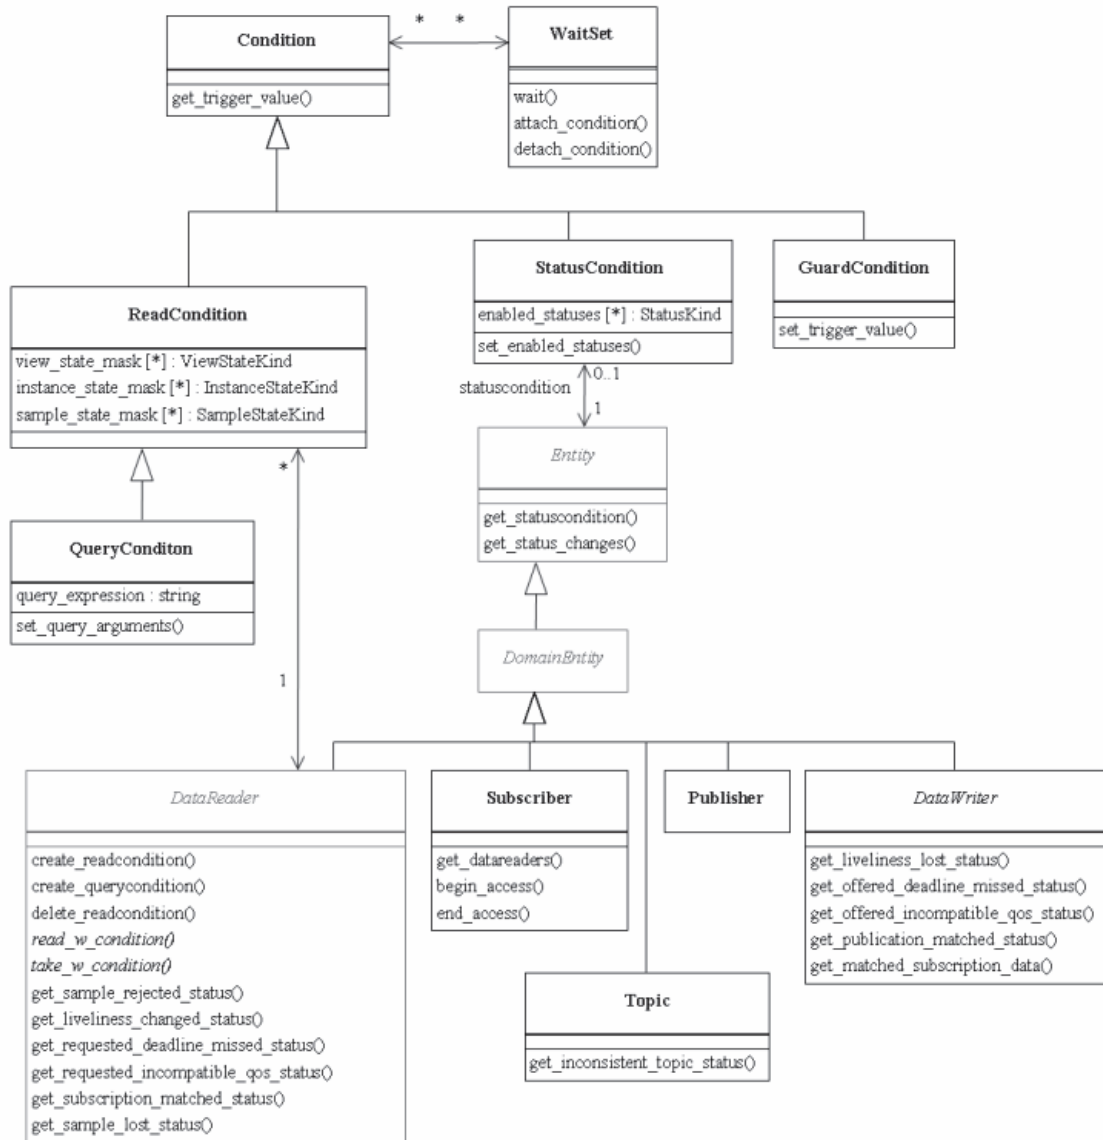 Condition
get_trigger_value()
* *
WaitSet
wait()
attach_condition()
detach_condition()
ReadCondition
view_state_mask [*] : ViewStateKind
instance_state_mask [*] : InstanceStateKind
sample_state_mask [*] : SampleStateKind
StatusCondition
enabled_statuses [*] : StatusKind
set_enabled_statuses()
GuardCondition
set_trigger_value()
statuscondition
0..1
1
Entity
get_statuscondition()
get_status_changes()
*
1
QueryConditon
query_expression : string
set_query_arguments()
DomainEntity
DataReader
create_readcondition()
create_querycondition()
delete_readcondition()
read_w_condition()
take_w_condition()
get_sample_rejected_status()
get_liveliness_changed_status()
get_requested_deadline_missed_status()
get_requested_incompatible_qos_status()
get_subscription_matched_status()
get_sample_lost_status()
Subscriber
get_datareaders()
begin_access()
end_access()
Publisher
DataWriter
get_liveliness_lost_status()
get_offered_deadline_missed_status()
get_offered_incompatible_qos_status()
get_publication_matched_status()
get_matched_subscription_data()
Topic
get_inconsistent_topic_status()